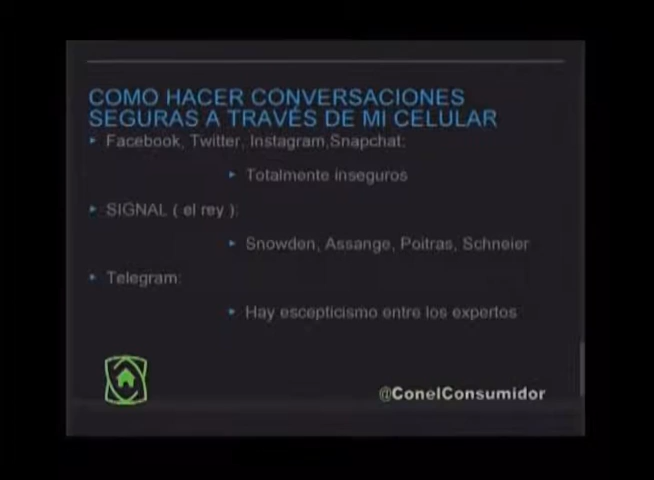 COMO HACER CONVERSACIONES
SEGURAS A TRAVÉS DE MI CELULAR
Facebook, Twitter, Instagram,Snapchat:
Totalmente inseguros
SIGNAL ( el rey ):
Snowden, Assange, Poitras, Schneier
Telegram:
Hay escepticismo entre los expertos
@ConelConsumidor